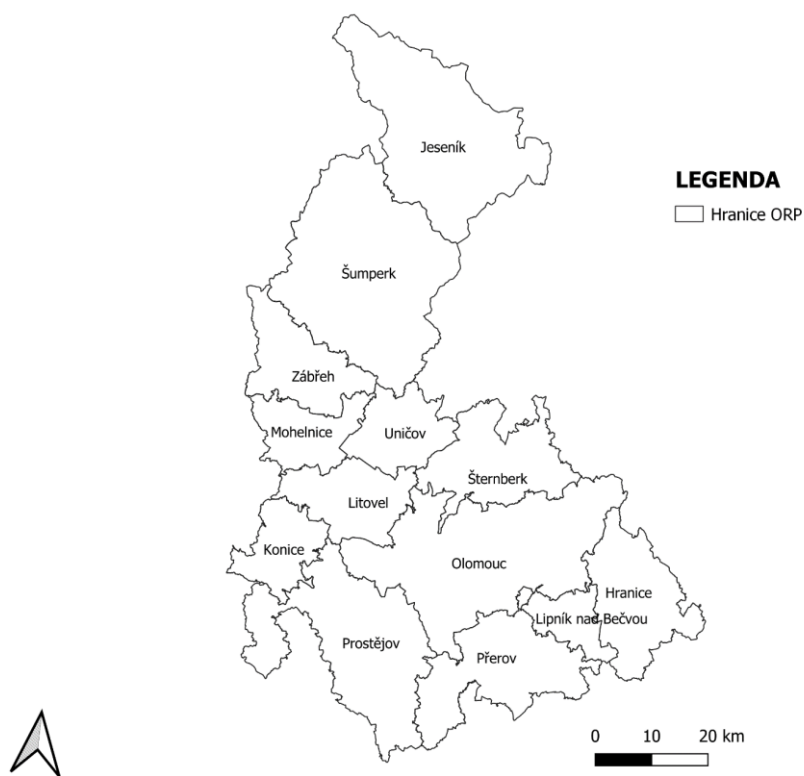 Jeseník
LEGENDA
Hranice ORP
Šumperk
Zábřeh
Mohelnice
Uničov
Šternberk
Litovel
Konice
Olomouc
Hranice
Lipník nad Bečvou
Prostějov
Přerov
0 10 20 km